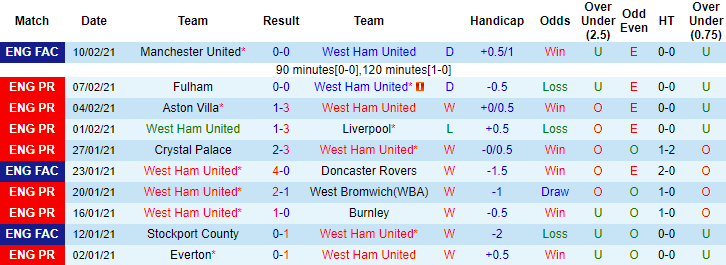 Match Date Team Result Team Handicap Odds Over Under (2.5) Odd Even HT Over Under (0.75)
ENG FAC 10/02/21 Manchester United* 0-0 West Ham United D +0.5/1 Win U E 0-0 U
90 minutes[0-0],120 minutes[1-0]
ENG PR 07/02/21 Fulham 0-0 West Ham United* 1 D -0.5 Loss U E 0-0 U
ENG PR 04/02/21 Aston Villa* 1-3 West Ham United W +0/0.5 Win O E 0-0 U
ENG PR 01/02/21 West Ham United 1-3 Liverpool* L +0.5 Loss O E 0-0 U
ENG PR 27/01/21 Crystal Palace 2-3 West Ham United* W -0/0.5 Win O O 1-2 O
ENG FAC 23/01/21 West Ham United* 4-0 Doncaster Rovers W -1.5 Win O E 2-0 O
ENG PR 20/01/21 West Ham United* 2-1 West Bromwich(WBA) W -1 Draw O O 1-0 O
ENG PR 16/01/21 West Ham United* 1-0 Burnley W -0.5 Win U O 1-0 O
ENG FAC 12/01/21 Stockport County 0-1 West Ham United* W -2 Loss U O 0-0 U
ENG PR 02/01/21 Everton* 0-1 West Ham United W +0.5 Win U O 0-0 U